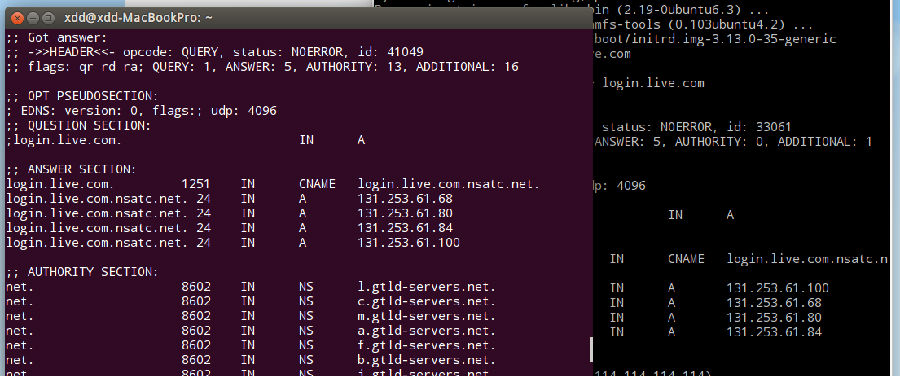 xdd@xdd-MacBookPro: ~
;; Got answer:
;; ->>HEADER<<- opcode: QUERY, status: NOERROR, id: 41049
;; flags: qr rd ra; QUERY: 1, ANSWER: 5, AUTHORITY: 13, ADDITIONAL: 16
;; OPT PSEUDOSECTION:
; EDNS: version: 0, flags:; udp: 4096
;; QUESTION SECTION:
;login.live.com. IN A
;; ANSWER SECTION:
login.live.com. 1251 IN CNAME login.live.com.nsatc.net.
login.live.com.nsatc.net. 24 IN A 131.253.61.68
login.live.com.nsatc.net. 24 IN A 131.253.61.80
login.live.com.nsatc.net. 24 IN A 131.253.61.84
login.live.com.nsatc.net. 24 IN A 131.253.61.100
;; AUTHORITY SECTION:
net. 8602 IN NS l.gtld-servers.net.
net. 8602 IN NS c.gtld-servers.net.
net. 8602 IN NS m.gtld-servers.net.
net. 8602 IN NS a.gtld-servers.net.
net. 8602 IN NS f.gtld-servers.net.
net. 8602 IN NS b.gtld-servers.net.
net. 8602 IN NS i.gtld-servers.net.
bin (2.19-0ubuntu6.3) ...
mfs-tools (0.103ubuntu4.2) ...
boot/initrd.img-3.13.0-35-generic
ve.com
login.live.com
status: NOERROR, id: 33061
ANSWER: 5, AUTHORITY: 0, ADDITIONAL: 1
dp: 4096
IN A
IN CNAME login.live.com.nsatc.n
IN A 131.253.61.100
IN A 131.253.61.68
IN A 131.253.61.80
IN A 131.253.61.84
114.114.114.114)